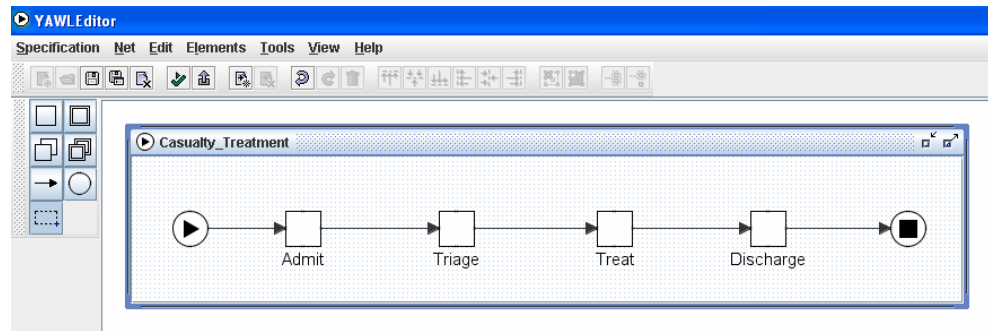 YAWLEditor
Specification Net Edit Elements Tools View Help
Casualty_Treatment
Admit Triage Treat Discharge